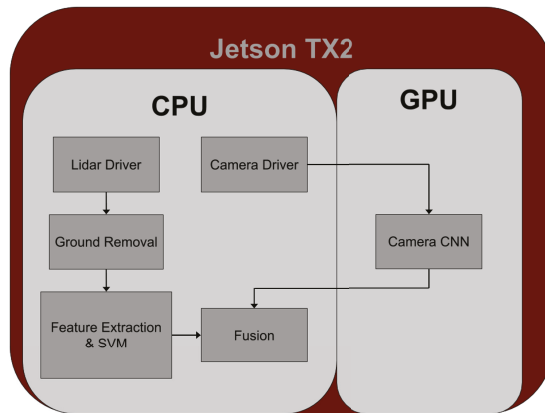 Jetson TX2
CPU
GPU
Lidar Driver
Camera Driver
Ground Removal
Camera CNN
Feature Extraction
& SVM
Fusion